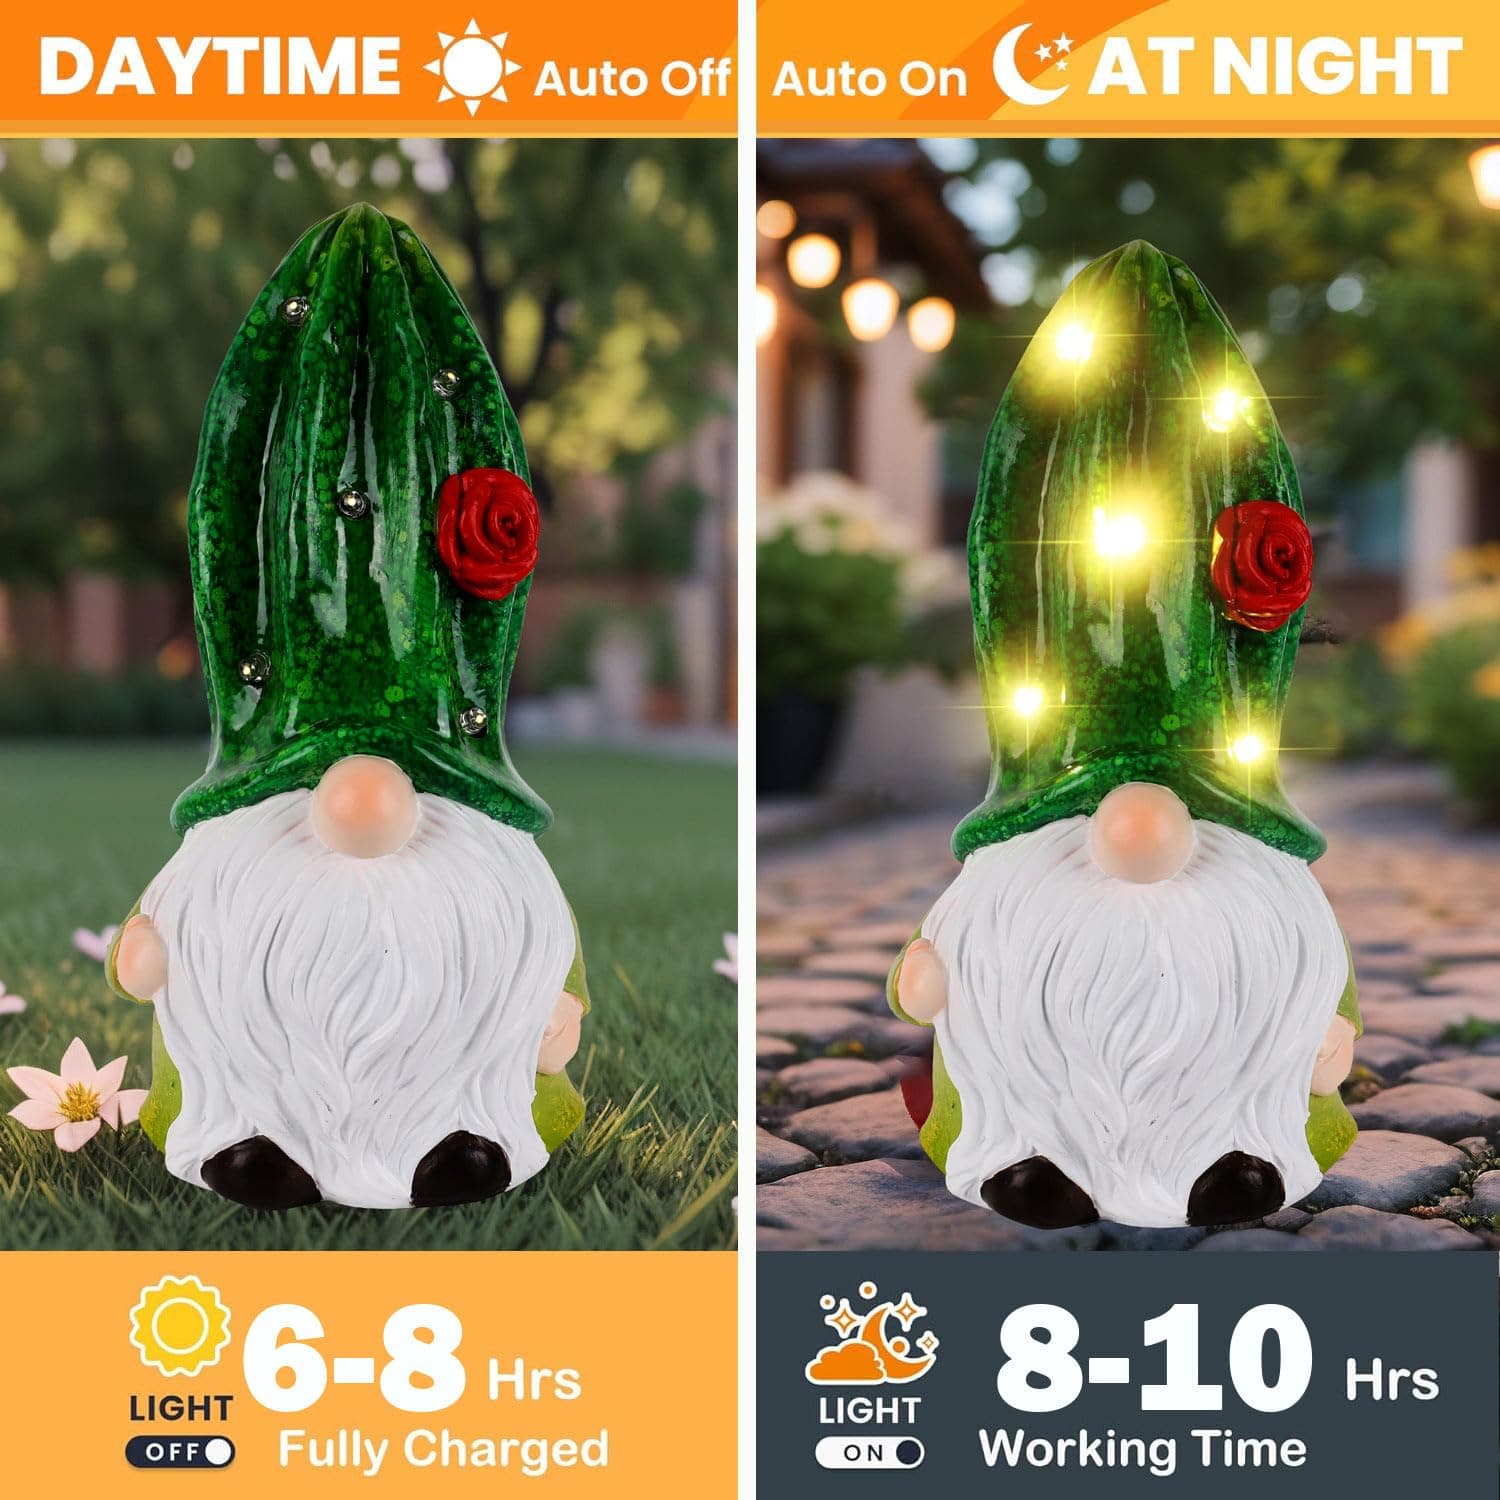 DAYTIME Auto Off
Auto On AT NIGHT
LIGHT
OFF
6-8 Hrs
Fully Charged
LIGHT
ON
8-10 Hrs
Working Time